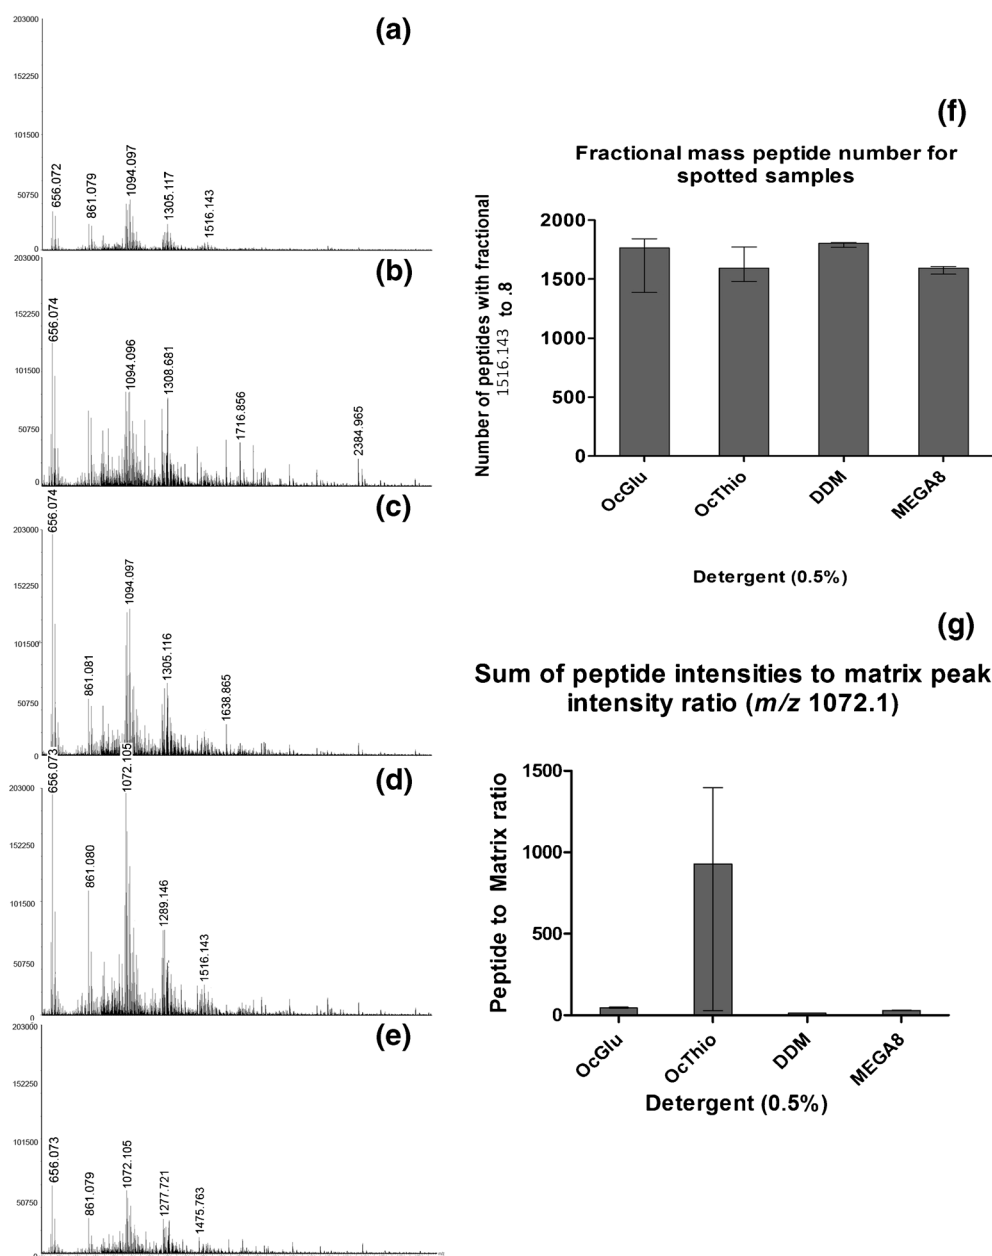 (a)
203000
152250
101500
50750
0
656.072
861.079
1094.097
1305.117
1516.143
(b)
203000
152250
101500
50750
0
656.074
1094.096
1308.681
1716.856
2384.965
(c)
656.074
203000
152250
101500
50750
0
861.081
1094.097
1305.116
1638.865
(d)
656.073
203000
152250
101500
50750
0
861.080
1072.105
1289.146
1516.143
(e)
203000
152250
101500
50750
0
656.073
861.079
1072.105
1277.721
1475.763
(f)
Fractional mass peptide number for
spotted samples
Number of peptides with fractional
1516.143 to .8
2000
1500
1000
500
0
OcGlu
OcThio
DDM
MEGA8
Detergent (0.5%)
(g)
Sum of peptide intensities to matrix peak
intensity ratio (m/z 1072.1)
Peptide to Matrix ratio
1500
1000
500
0
OcGlu
OcThio
DDM
MEGA8
Detergent (0.5%)